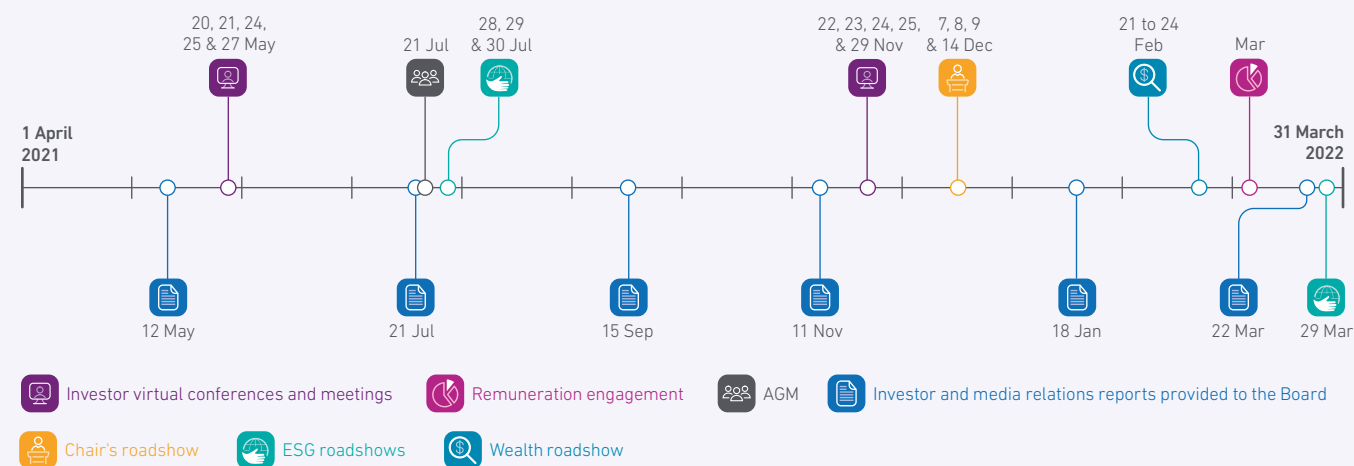 20, 21, 24,
25 & 27 May
21 Jul
28, 29
& 30 Jul
22, 23, 24, 25,
& 29 Nov
7, 8, 9
& 14 Dec
21 to 24
Feb
Mar
1 April
2021
31 March
2022
12 May
21 Jul
15 Sep
11 Nov
18 Jan
22 Mar
29 Mar
Investor virtual conferences and meetings
Remuneration engagement
AGM
Investor and media relations reports provided to the Board
Chair's roadshow
ESG roadshows
Wealth roadshow